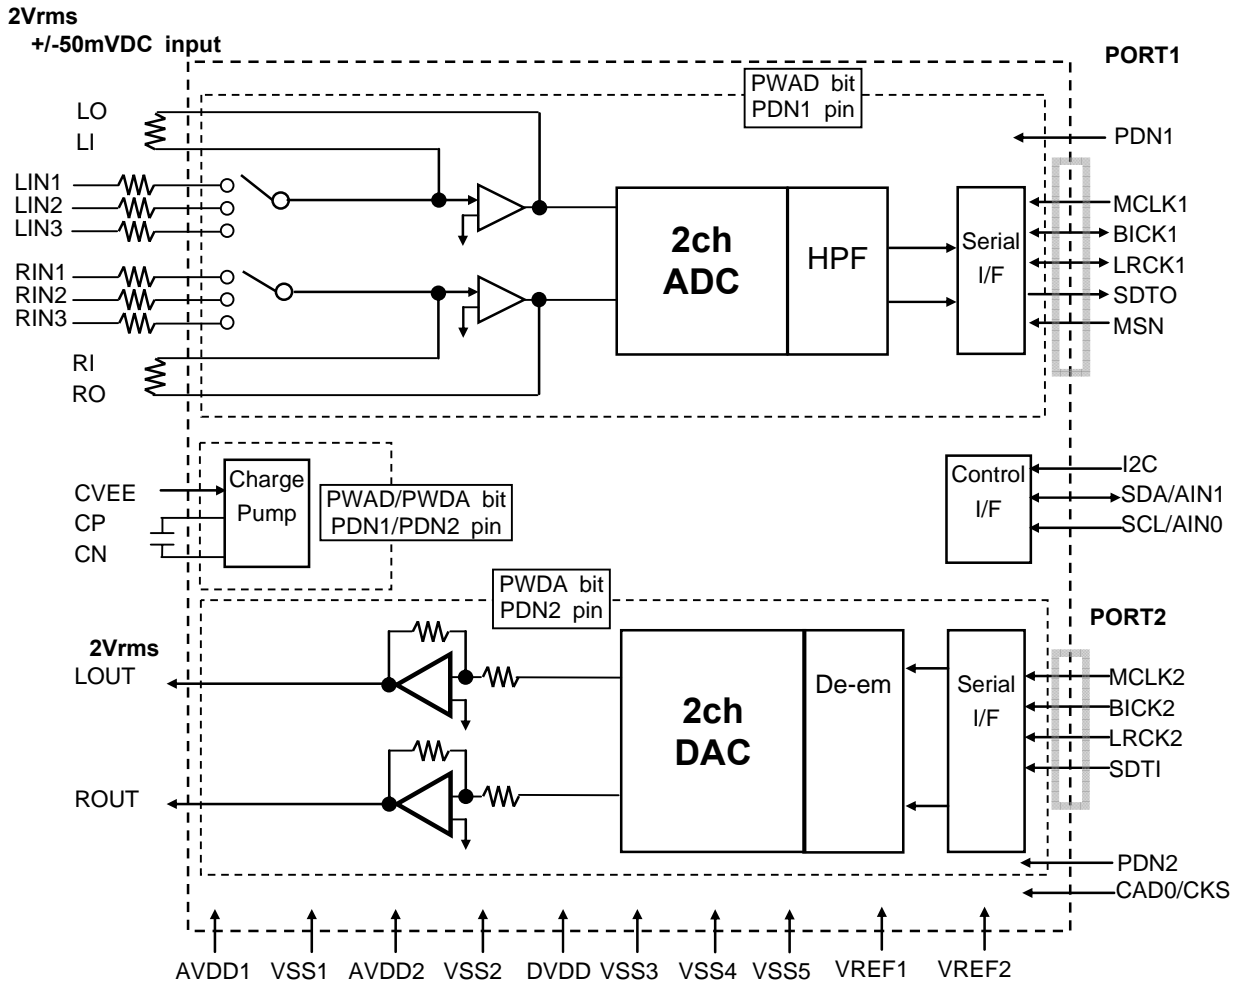 2Vrms
+/-50mVDC input
PORT1
PWAD bit
PDN1 pin
LO
LI
PDN1
LIN1
LIN2
LIN3
RIN1
RIN2
RIN3
RI
RO
2ch
ADC
HPF
Serial
I/F
MCLK1
BICK1
LRCK1
SDTO
MSN
CVEE
CP
CN
Charge
Pump
PWAD/PWDA bit
PDN1/PDN2 pin
Control
I/F
I2C
SDA/AIN1
SCL/AIN0
PWDA bit
PDN2 pin
PORT2
2Vrms
LOUT
ROUT
2ch
DAC
De-em
Serial
I/F
MCLK2
BICK2
LRCK2
SDTI
PDN2
CAD0/CKS
AVDD1 VSS1 AVDD2 VSS2 DVDD VSS3 VSS4 VSS5 VREF1 VREF2